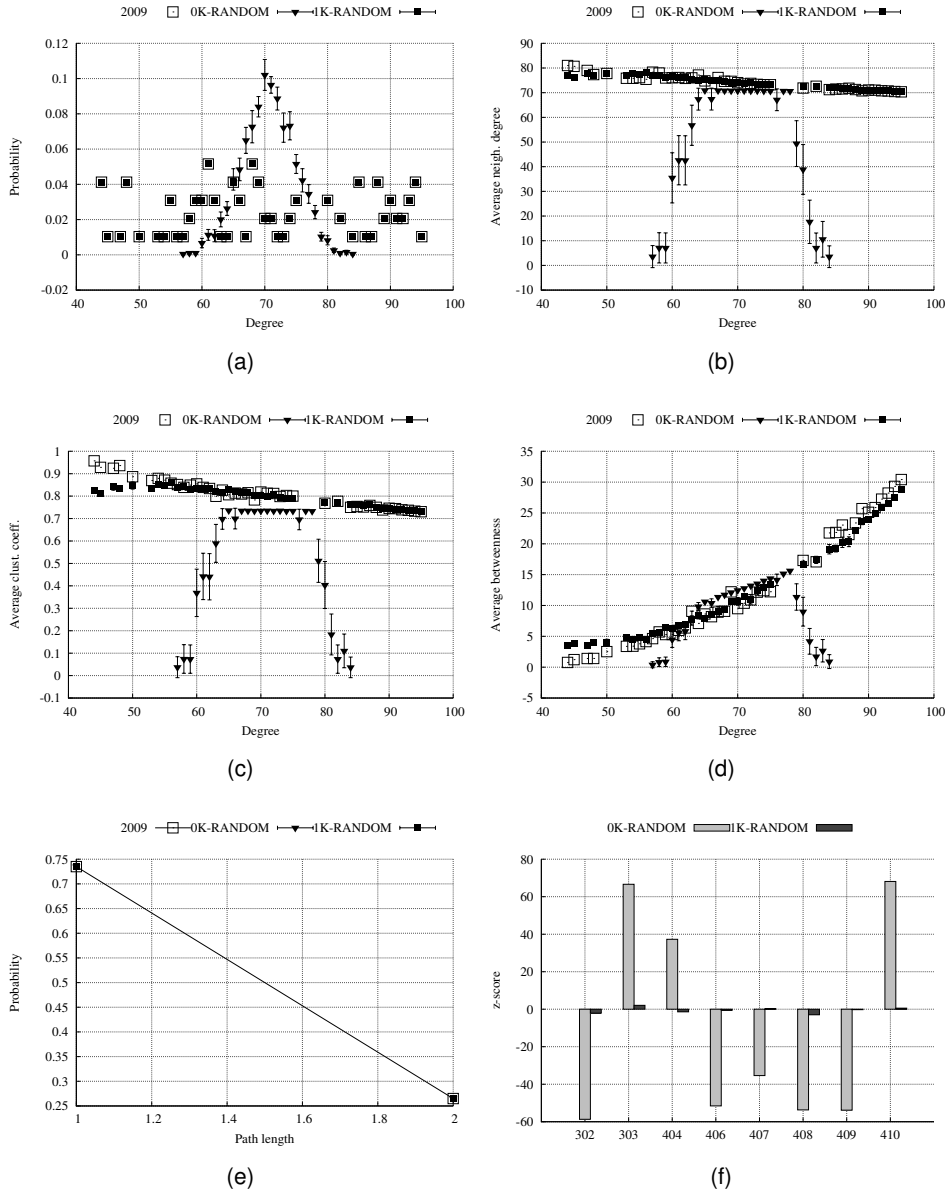 2009 0K-RANDOM 1K-RANDOM
0.12
0.1
0.08
0.06
0.04
0.02
0
-0.02
Probability
40 50 60 70 80 90 100
Degree
(a)
2009 0K-RANDOM 1K-RANDOM
90
80
70
60
50
40
30
20
10
0
-10
Average neigh. degree
40 50 60 70 80 90 100
Degree
(b)
2009 0K-RANDOM 1K-RANDOM
1
0.9
0.8
0.7
0.6
0.5
0.4
0.3
0.2
0.1
0
-0.1
Average clust. coeff.
40 50 60 70 80 90 100
Degree
(c)
2009 0K-RANDOM 1K-RANDOM
35
30
25
20
15
10
5
0
-5
Average betweenness
40 50 60 70 80 90 100
Degree
(d)
2009 0K-RANDOM 1K-RANDOM
0.75
0.7
0.65
0.6
0.55
0.5
0.45
0.4
0.35
0.3
0.25
Probability
1 1.2 1.4 1.6 1.8 2
Path length
(e)
0K-RANDOM 1K-RANDOM
80
60
40
20
0
-20
-40
-60
z-score
302 303 404 406 407 408 409 410
(f)